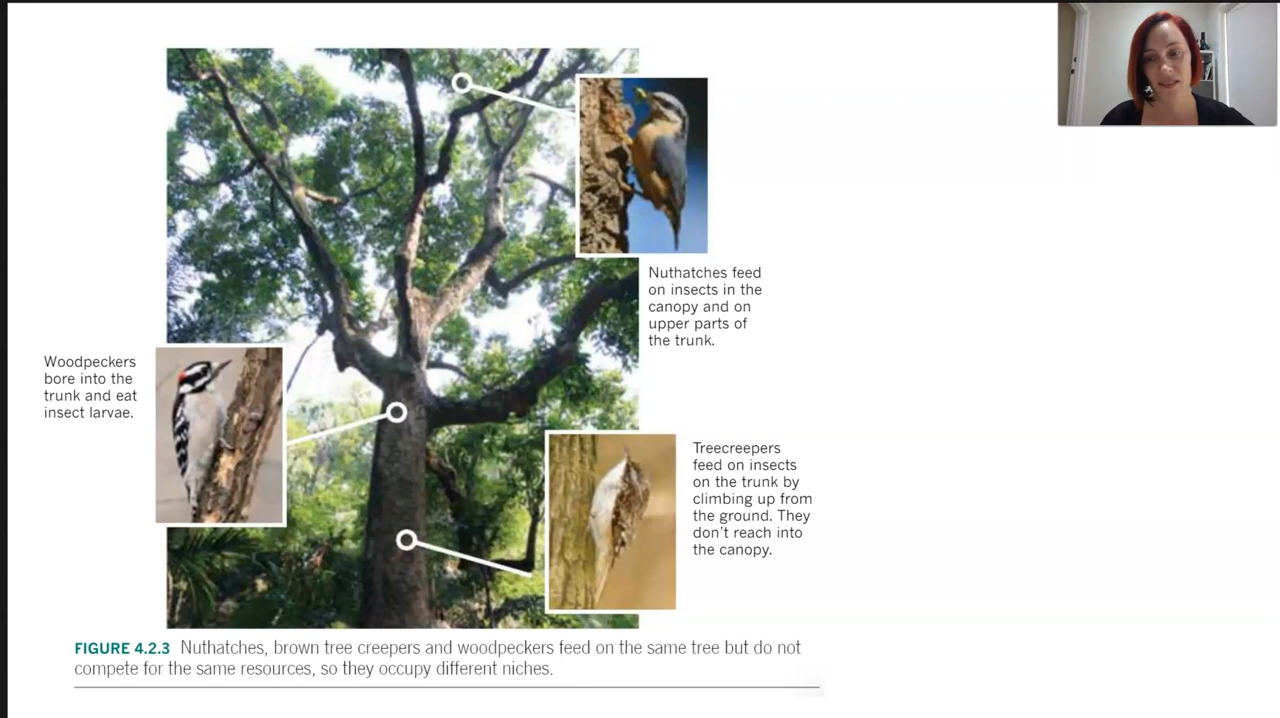 Nuthatches feed
on insects in the
canopy and on
upper parts of
the trunk.
Woodpeckers
bore into the
trunk and eat
insect larvae.
Treecreepers
feed on insects
on the trunk by
climbing up from
the ground. They
don't reach into
the canopy.
FIGURE 4.2.3 Nuthatches, brown tree creepers and woodpeckers feed on the same tree but do not
compete for the same resources, so they occupy different niches.